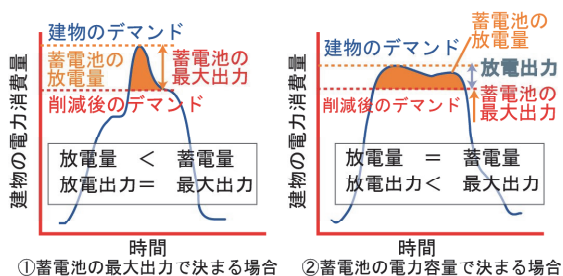 建物のデマンド
蓄電池の
放電量
蓄電池の
最大出力
削減後のデマンド
建物の電力消費量
放電量 < 蓄電量
放電出力= 最大出力
時間
①蓄電池の最大出力で決まる場合
蓄電池の
放電量
建物のデマンド
放電出力
削減後のデマンド
蓄電池の
最大出力
建物の電力消費量
放電量 = 蓄電量
放電出力< 最大出力
時間
②蓄電池の電力容量で決まる場合